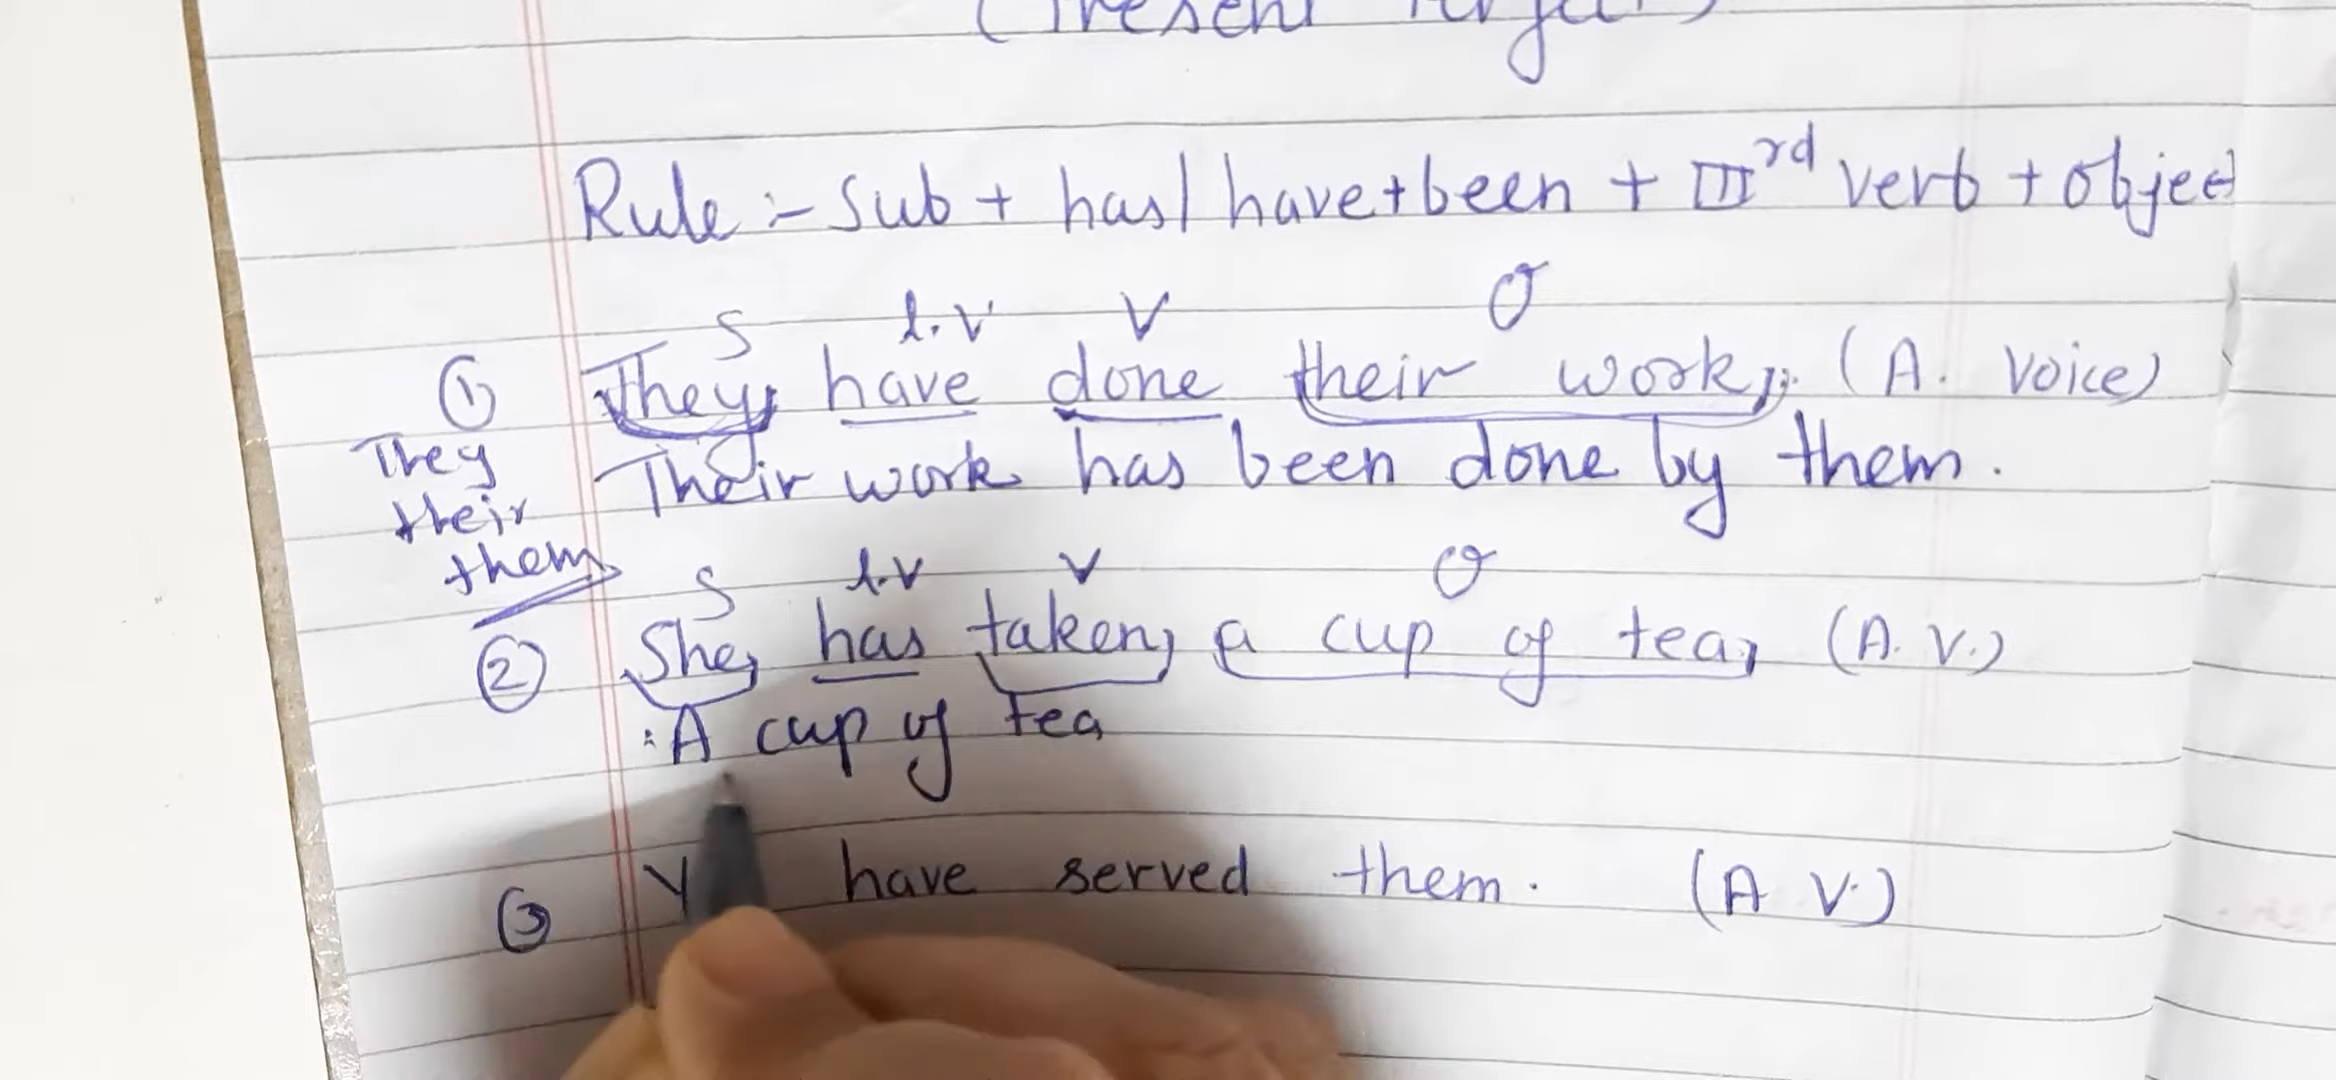 (Present Perfect)
Rule :- Sub + has/have+been + IIIrd verb + object
S h.v V O
① They have done their work. (A. Voice)
They their them
Their work has been done by them.
S h.v V O
② She has taken a cup of tea, (A. V.)
:A cup of tea
③ have served them. (A V.)